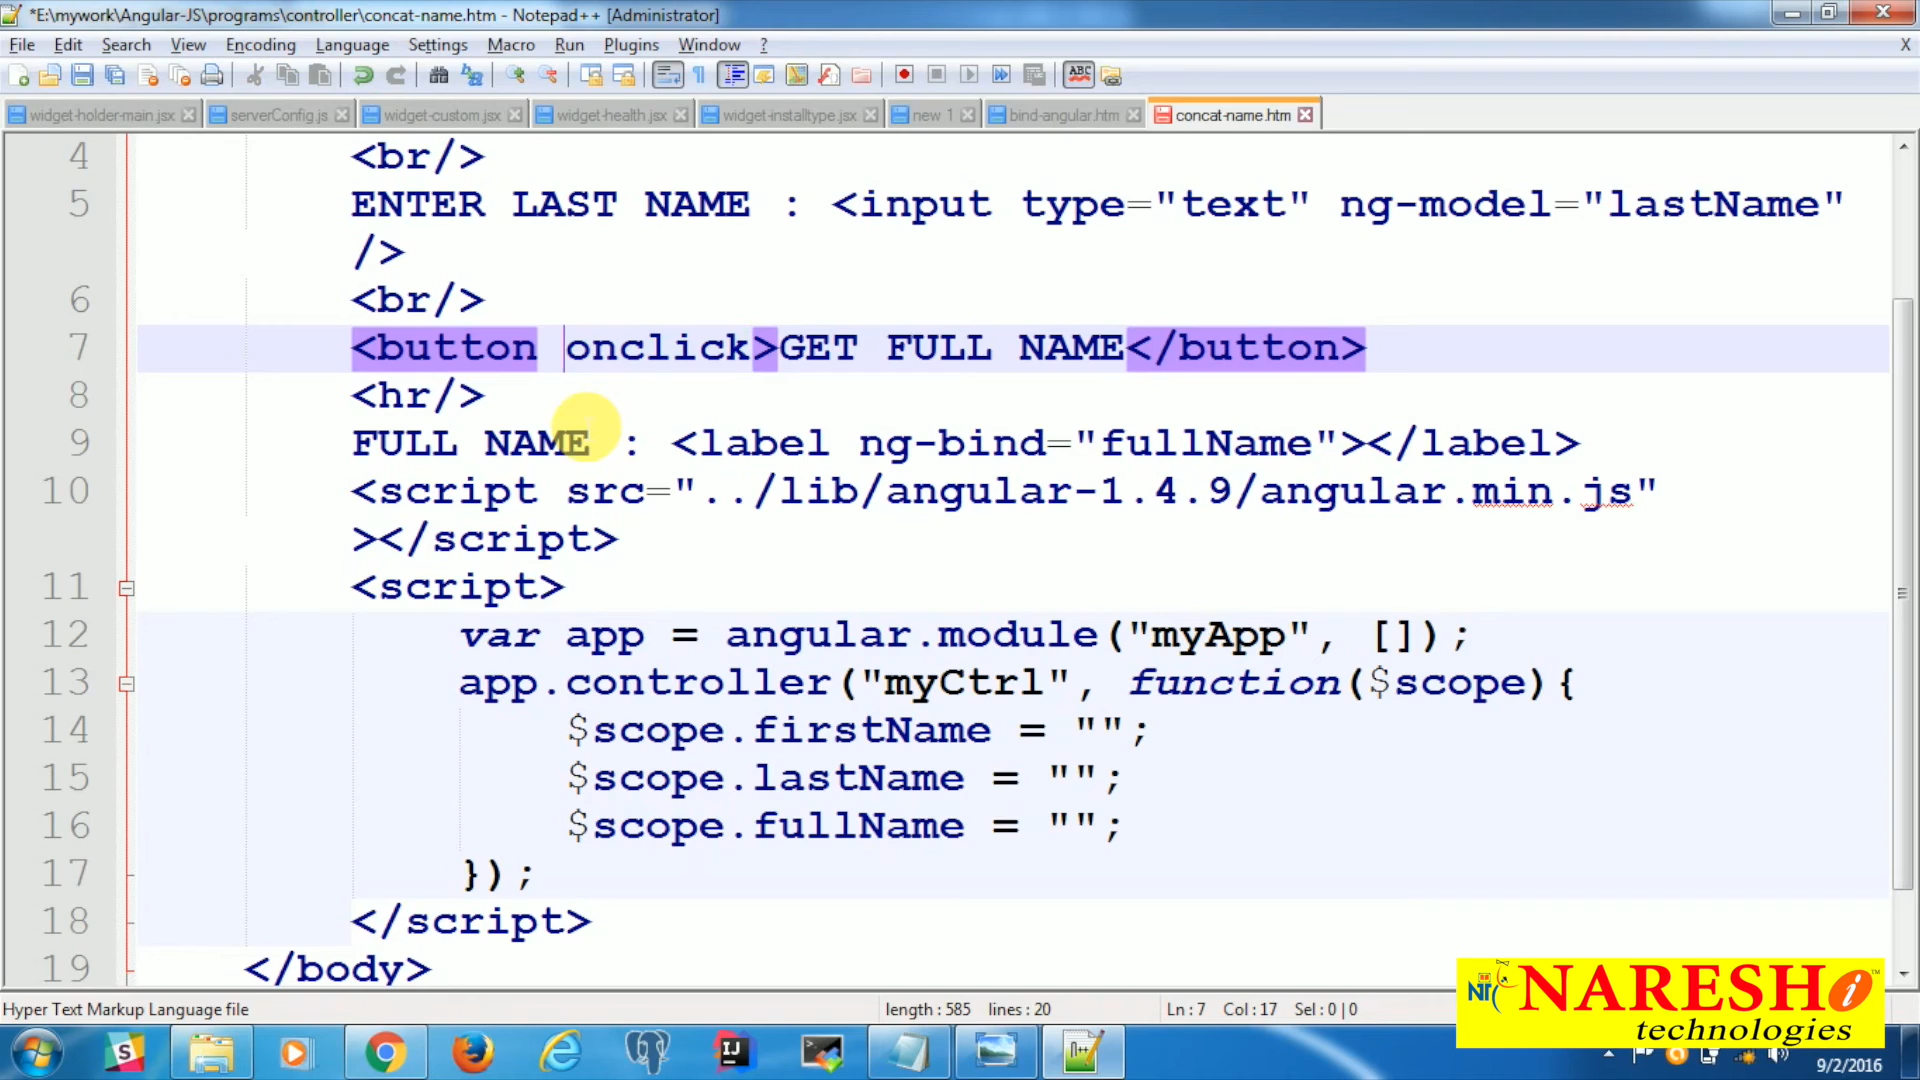 *E:\mywork\Angular-JS\programs\controller\concat-name.htm - Notepad++ [Administrator]
File Edit Search View Encoding Language Settings Macro Run Plugins Window ? X
widget-holder-main.jsx serverConfig.js widget-custom.jsx widget-health.jsx widget-installtype.jsx new 1 bind-angular.htm concat-name.htm
4 <br/>
5 ENTER LAST NAME : <input type="text" ng-model="lastName"
/>
6 <br/>
7 <button onclick>GET FULL NAME</button>
8 <hr/>
9 FULL NAME : <label ng-bind="fullName"></label>
10 <script src="../lib/angular-1.4.9/angular.min.js"
></script>
11 <script>
12 var app = angular.module("myApp", []);
13 app.controller("myCtrl", function($scope){
14 $scope.firstName = "";
15 $scope.lastName = "";
16 $scope.fullName = "";
17 });
18 </script>
19 </body>
NARESH i ™
technologies
Hyper Text Markup Language file length : 585 lines : 20 Ln : 7 Col : 17 Sel : 0 | 0
9/2/2016